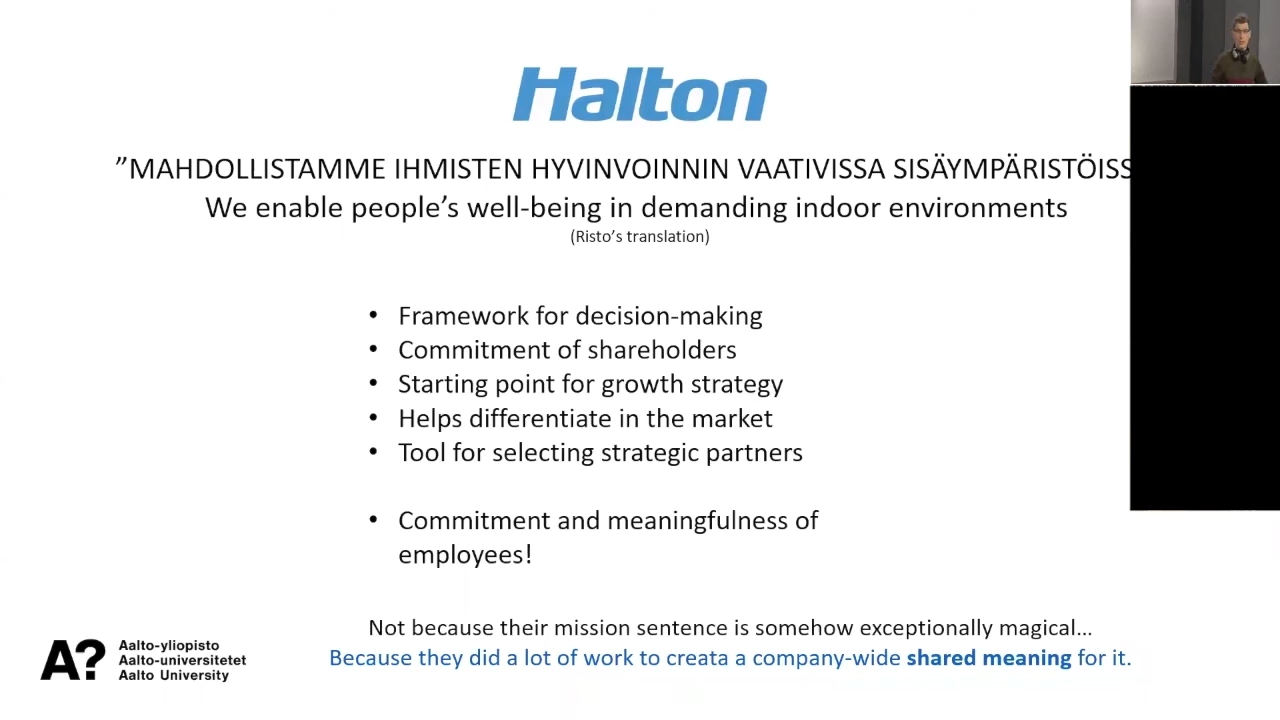 Halton
”MAHDOLLISTAMME IHMISTEN HYVINVOINNIN VAATIVISSA SISÄYMPÄRISTÖISS
We enable people’s well-being in demanding indoor environments
(Risto’s translation)
• Framework for decision-making
• Commitment of shareholders
• Starting point for growth strategy
• Helps differentiate in the market
• Tool for selecting strategic partners
• Commitment and meaningfulness of
employees!
Not because their mission sentence is somehow exceptionally magical…
Because they did a lot of work to creata a company-wide shared meaning for it.
A?
Aalto-yliopisto
Aalto-universitetet
Aalto University